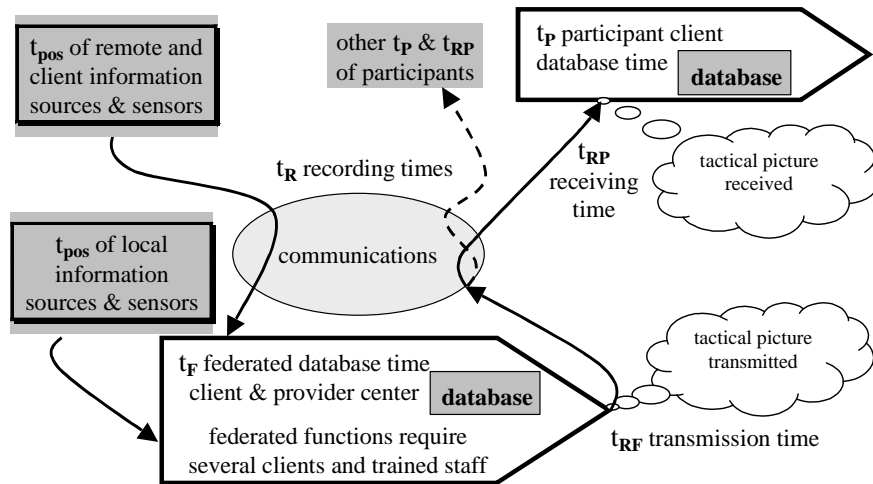 t_pos of remote and
client information
sources & sensors
other t_P & t_RP
of participants
t_P participant client
database time
database
t_R recording times
t_RP
receiving
time
tactical picture
received
t_pos of local
information
sources & sensors
communications
t_F federated database time
client & provider center
database
federated functions require
several clients and trained staff
tactical picture
transmitted
t_RF transmission time